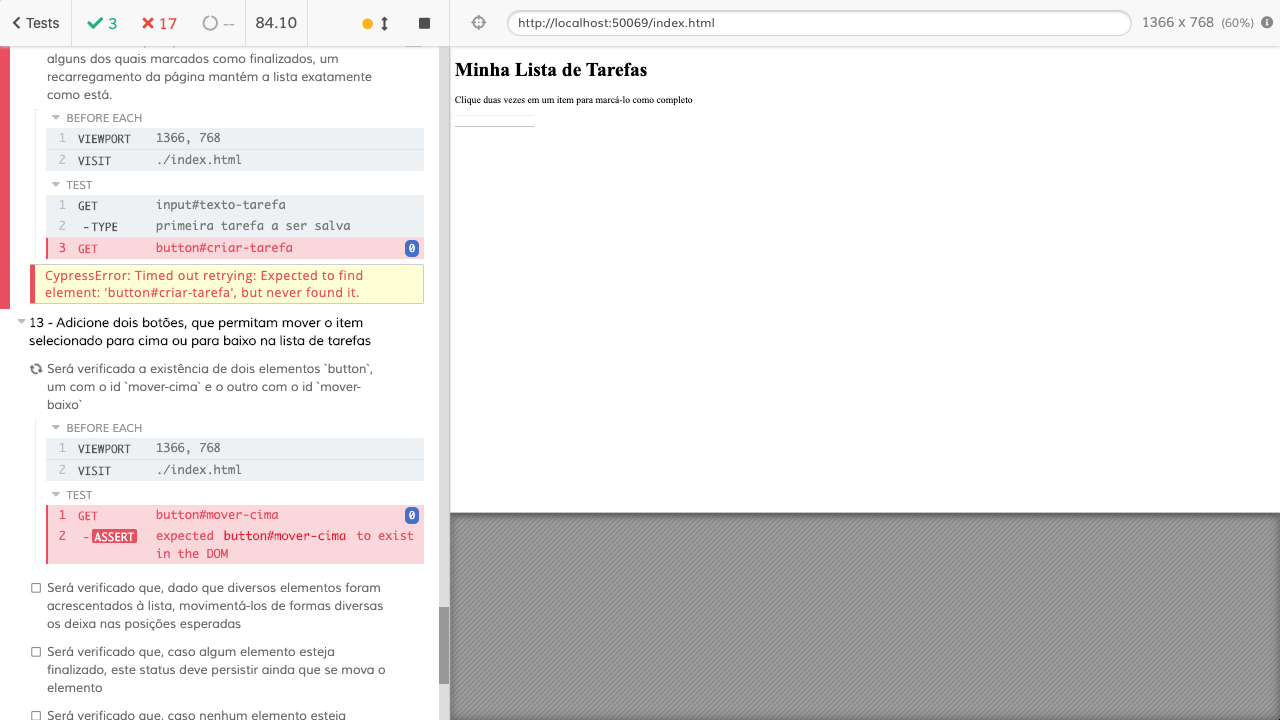 Tests
3
17
--
84.10
http://localhost:50069/index.html
1366 x 768 (60%)
alguns dos quais marcados como finalizados, um
recarregamento da página mantém a lista exatamente
como está.
BEFORE EACH
1 VIEWPORT 1366, 768
2 VISIT ./index.html
TEST
1 GET input#texto-tarefa
2 -TYPE primeira tarefa a ser salva
3 GET button#criar-tarefa 0
CypressError: Timed out retrying: Expected to find
element: 'button#criar-tarefa', but never found it.
13 - Adicione dois botões, que permitam mover o item
selecionado para cima ou para baixo na lista de tarefas
Será verificada a existência de dois elementos `button`,
um com o id `mover-cima` e o outro com o id `mover-
baixo`
BEFORE EACH
1 VIEWPORT 1366, 768
2 VISIT ./index.html
TEST
1 GET button#mover-cima 0
2 -ASSERT expected button#mover-cima to exist
in the DOM
Será verificado que, dado que diversos elementos foram
acrescentados à lista, movimentá-los de formas diversas
os deixa nas posições esperadas
Será verificado que, caso algum elemento esteja
finalizado, este status deve persistir ainda que se mova o
elemento
Será verificado que, caso nenhum elemento esteja
Minha Lista de Tarefas
Clique duas vezes em um item para marcá-lo como completo